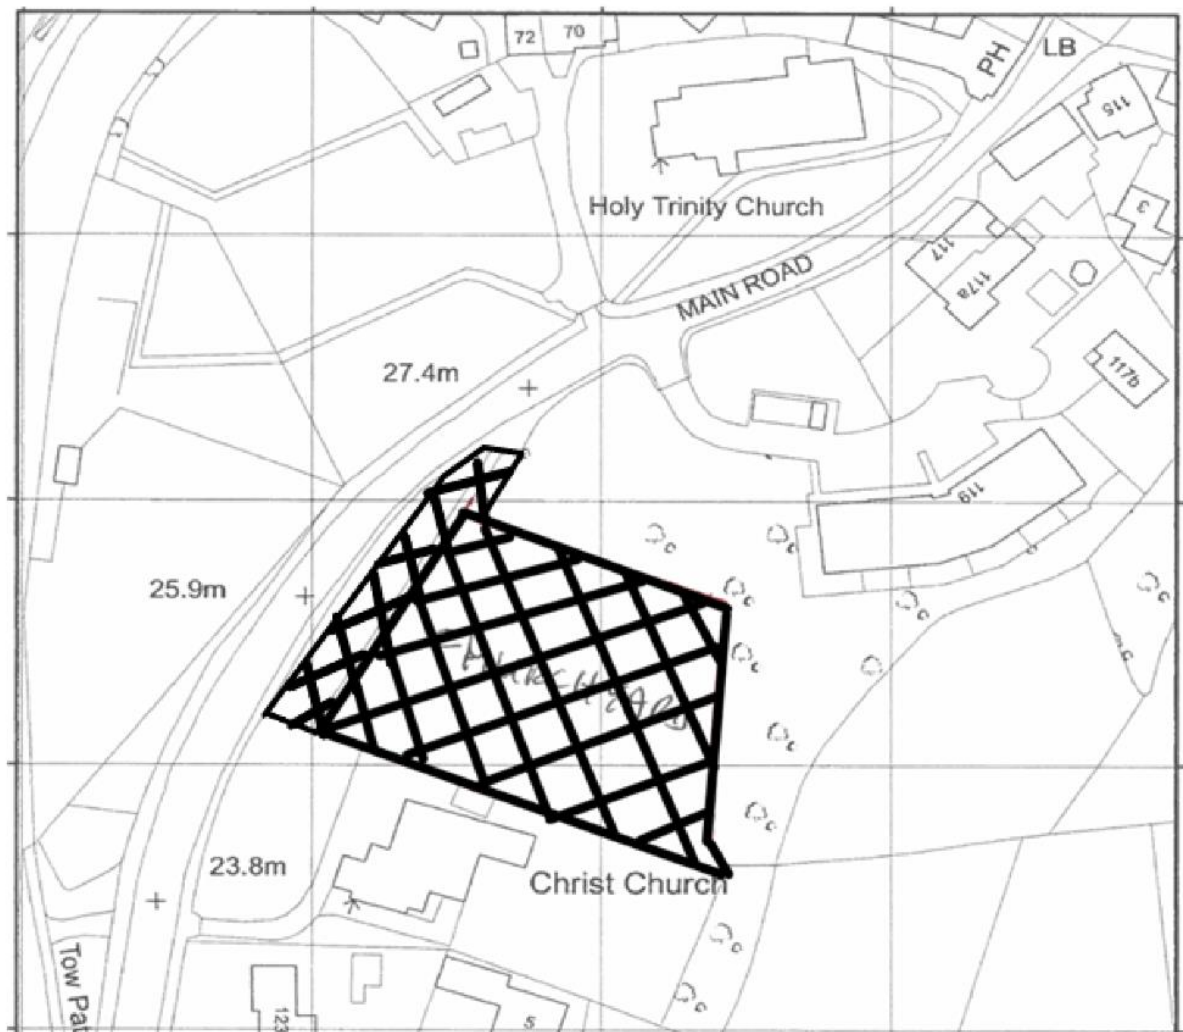 72
70
PH
LB
115
3
Holy Trinity Church
117
117a
MAIN ROAD
117b
27.4m
119
25.9m
CHURCHYARD
23.8m
Christ Church
Tow Pat
123
5